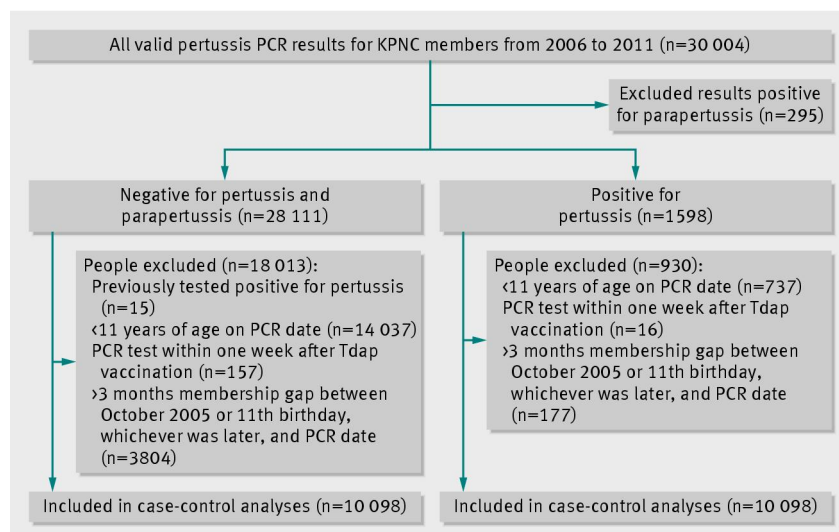 All valid pertussis PCR results for KPNC members from 2006 to 2011 (n=30 004)
Excluded results positive
for parapertussis (n=295)
Negative for pertussis and
parapertussis (n=28 111)
Positive for
pertussis (n=1598)
People excluded (n=18 013):
Previously tested positive for pertussis
(n=15)
<11 years of age on PCR date (n=14 037)
PCR test within one week after Tdap
vaccination (n=157)
>3 months membership gap between
October 2005 or 11th birthday,
whichever was later, and PCR date
(n=3804)
People excluded (n=930):
<11 years of age on PCR date (n=737)
PCR test within one week after Tdap
vaccination (n=16)
>3 months membership gap between
October 2005 or 11th birthday,
whichever was later, and PCR date
(n=177)
Included in case-control analyses (n=10 098)
Included in case-control analyses (n=10 098)